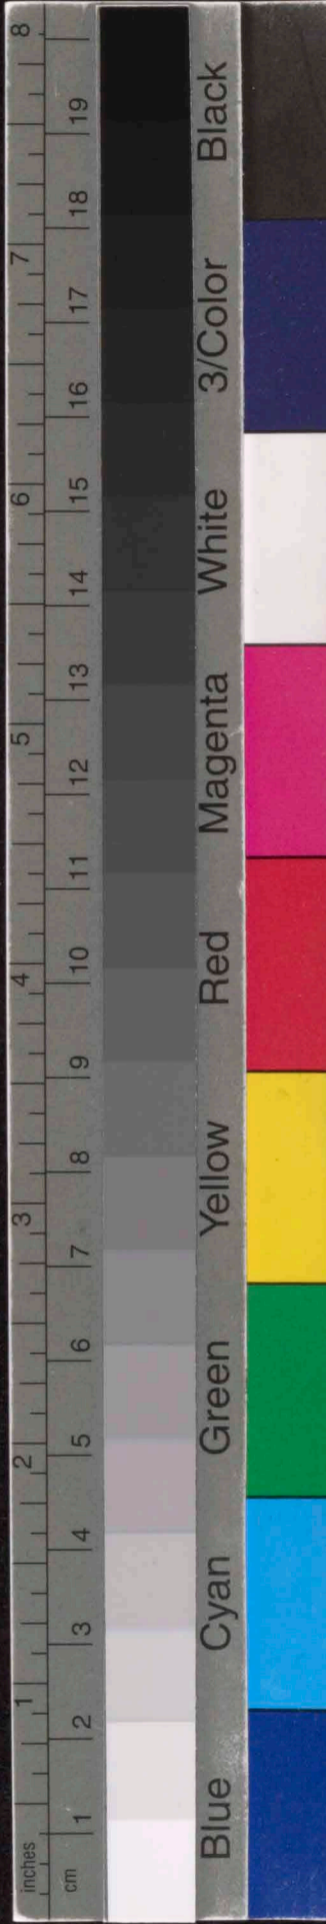 inches 1 2 3 4 5 6 7 8
cm 1 2 3 4 5 6 7 8 9 10 11 12 13 14 15 16 17 18 19
Blue Cyan Green Yellow Red Magenta White 3/Color Black